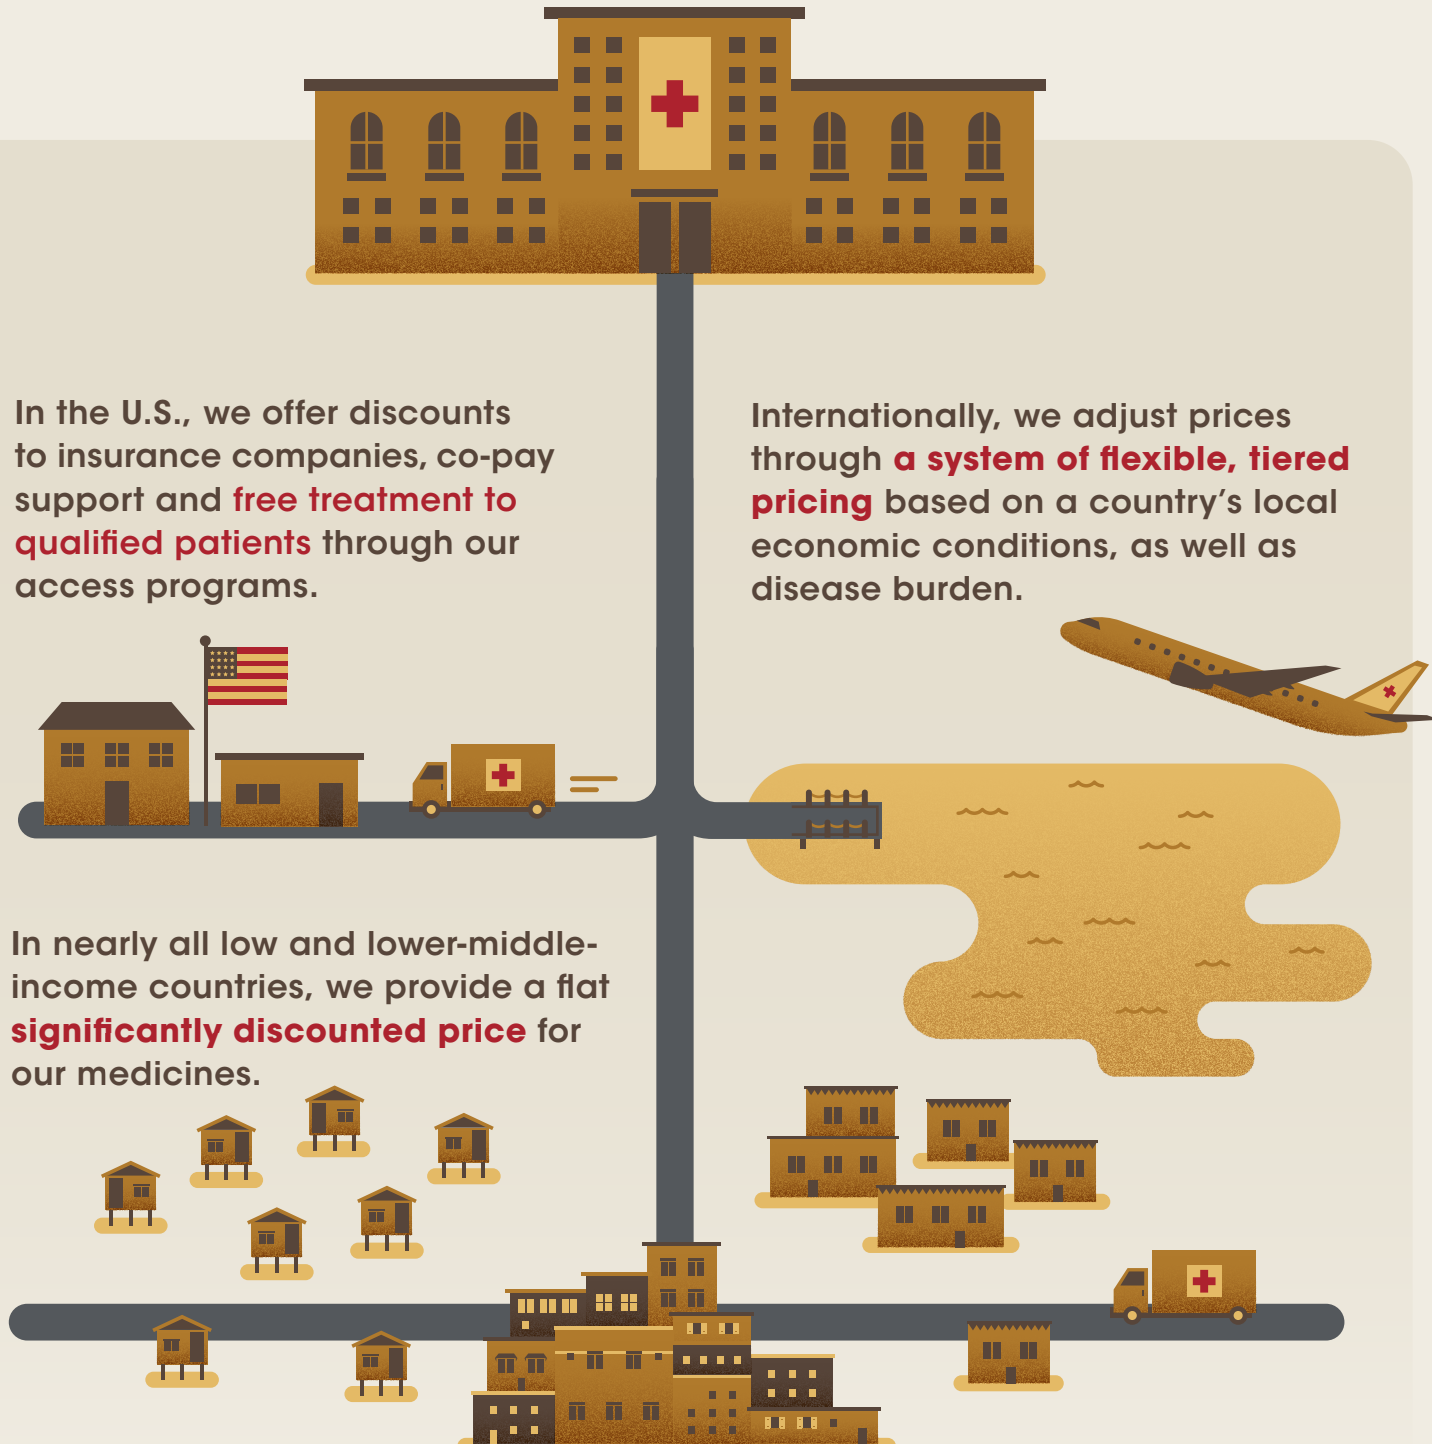 In the U.S., we offer discounts
to insurance companies, co-pay
support and free treatment to
qualified patients through our
access programs.
Internationally, we adjust prices
through a system of flexible, tiered
pricing based on a country’s local
economic conditions, as well as
disease burden.
In nearly all low and lower-middle-
income countries, we provide a flat
significantly discounted price for
our medicines.